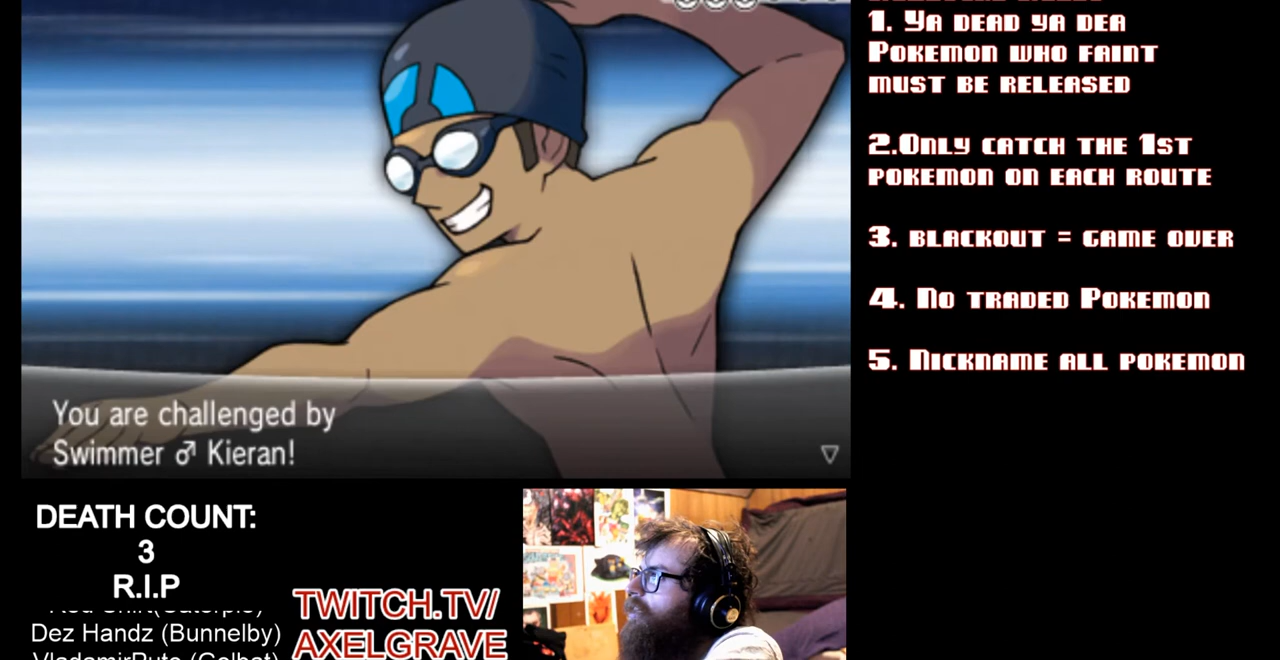 You are challenged by
Swimmer ♂ Kieran!
1. Ya dead ya dea
Pokemon who faint
must be released
2.Only catch the 1st
pokemon on each route
3. blackout = game over
4. No traded Pokemon
5. Nickname all pokemon
DEATH COUNT:
3
R.I.P
Dez Handz (Bunnelby)
TWITCH.TV/
AXELGRAVE